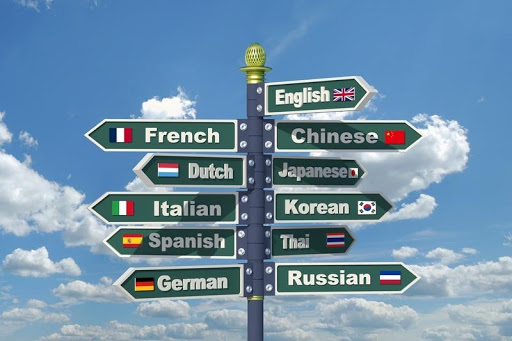 English
French
Chinese
Dutch
Japanese
Italian
Korean
Spanish
Thai
German
Russian